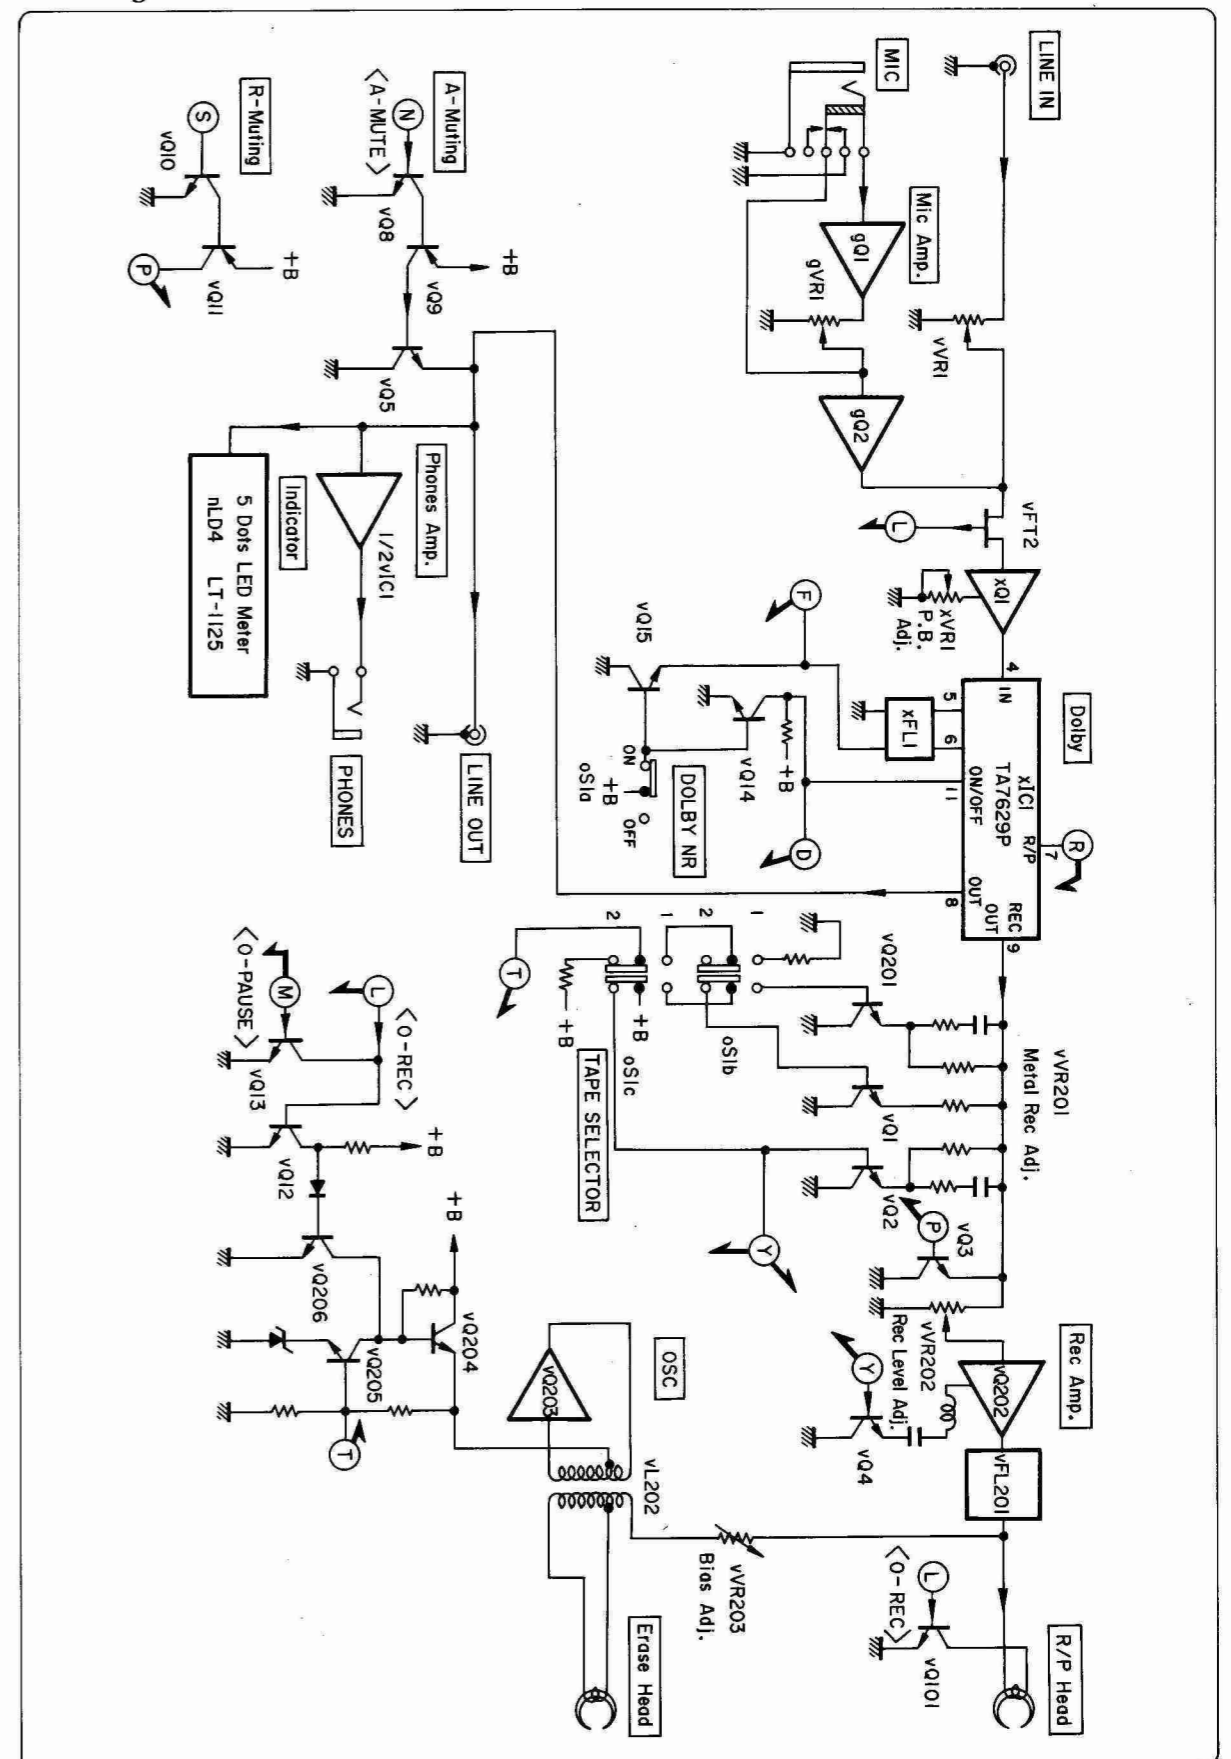 LINE IN
MIC
Mic Amp.
gQ1
gVR1
vVR1
gQ2
vFT2
L
xQ1
xVR1
P.B.
Adj.
4
IN
Dolby
xIC1
TA7629P
5
6
xFL1
11
ON/OFF
R/P
7
R
OUT
8
REC
OUT
9
F
vQ15
vQ14
+B
D
DOLBY NR
ON
+B
OFF
oS1a
A-Muting
N
<A-MUTE>
vQ8
+B
vQ9
vQ5
R-Muting
S
vQ10
vQ11
+B
P
Phones Amp.
1/2vIC1
Indicator
5 Dots LED Meter
nLD4 LT-1125
PHONES
LINE OUT
vVR201
Metal Rec Adj.
vQ201
vQ1
vQ2
1
2
1
2
oS1b
oS1c
+B
+B
T
TAPE SELECTOR
Y
P
vQ3
vVR202
Rec Level Adj.
Rec Amp.
vQ202
vFL201
Y
vQ4
<O-REC>
L
M
<O-PAUSE>
vQ13
vQ12
+B
vQ206
vQ205
vQ204
+B
T
OSC
vQ203
vL202
vVR203
Bias Adj.
L
<O-REC>
vQ101
R/P Head
Erase Head